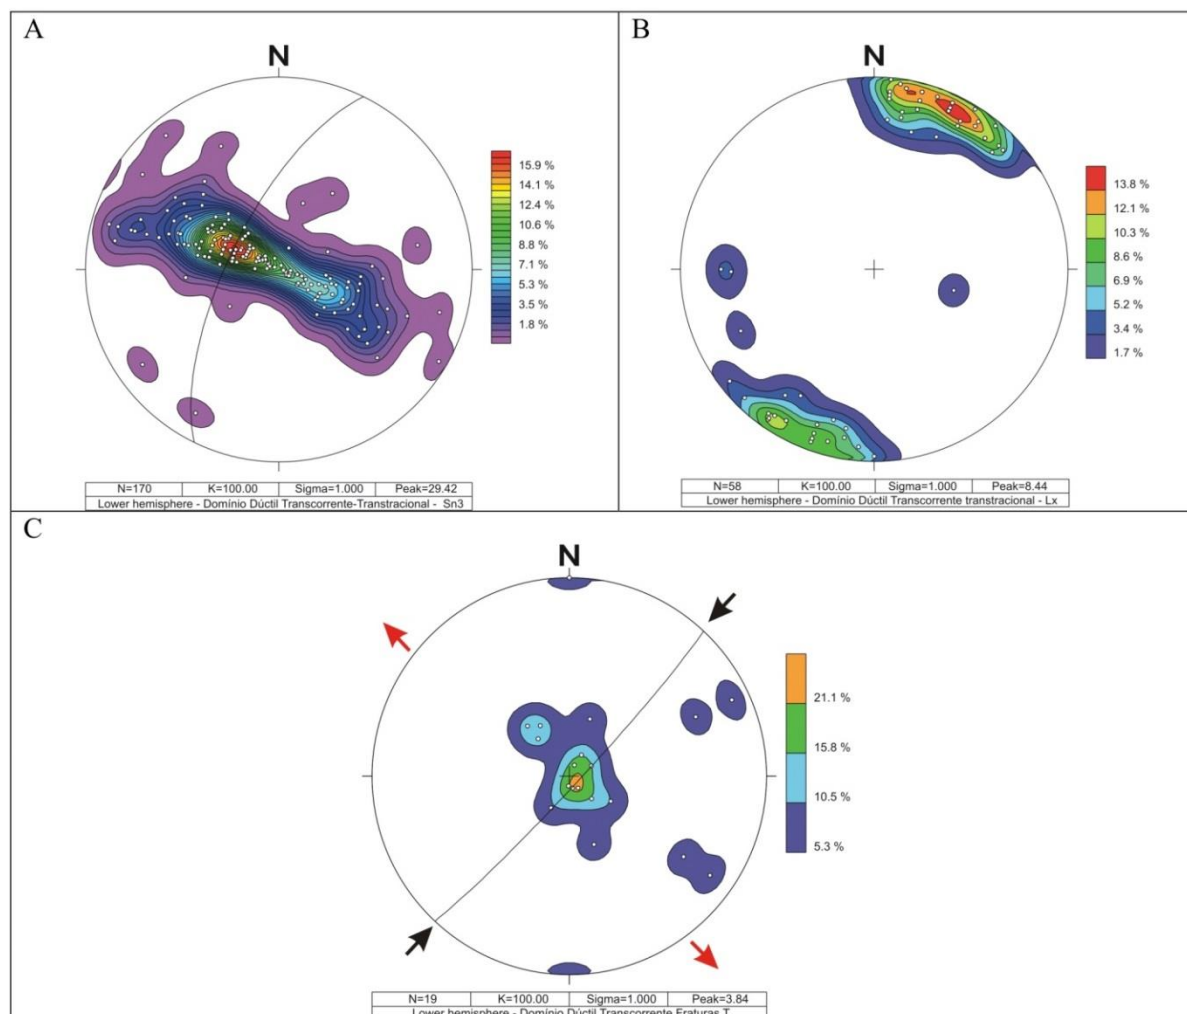 A
N
15.9 %
14.1 %
12.4 %
10.6 %
8.8 %
7.1 %
5.3 %
3.5 %
1.8 %
N=170 K=100.00 Sigma=1.000 Peak=29.42
Lower hemisphere - Domínio Dúctil Transcorrente-Transtracional - Sn3
B
N
13.8 %
12.1 %
10.3 %
8.6 %
6.9 %
5.2 %
3.4 %
1.7 %
N=58 K=100.00 Sigma=1.000 Peak=8.44
Lower hemisphere - Domínio Dúctil Transcorrente transtracional - Lx
C
N
21.1 %
15.8 %
10.5 %
5.3 %
N=19 K=100.00 Sigma=1.000 Peak=3.84
Lower hemisphere - Domínio Dúctil Transcorrente Fraturas T